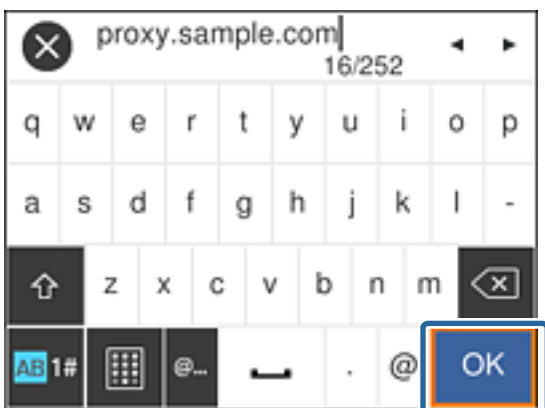 proxy.sample.com
16/252
q w e r t y u i o p
a s d f g h j k l -
z x c v b n m
AB 1# @... . @ OK